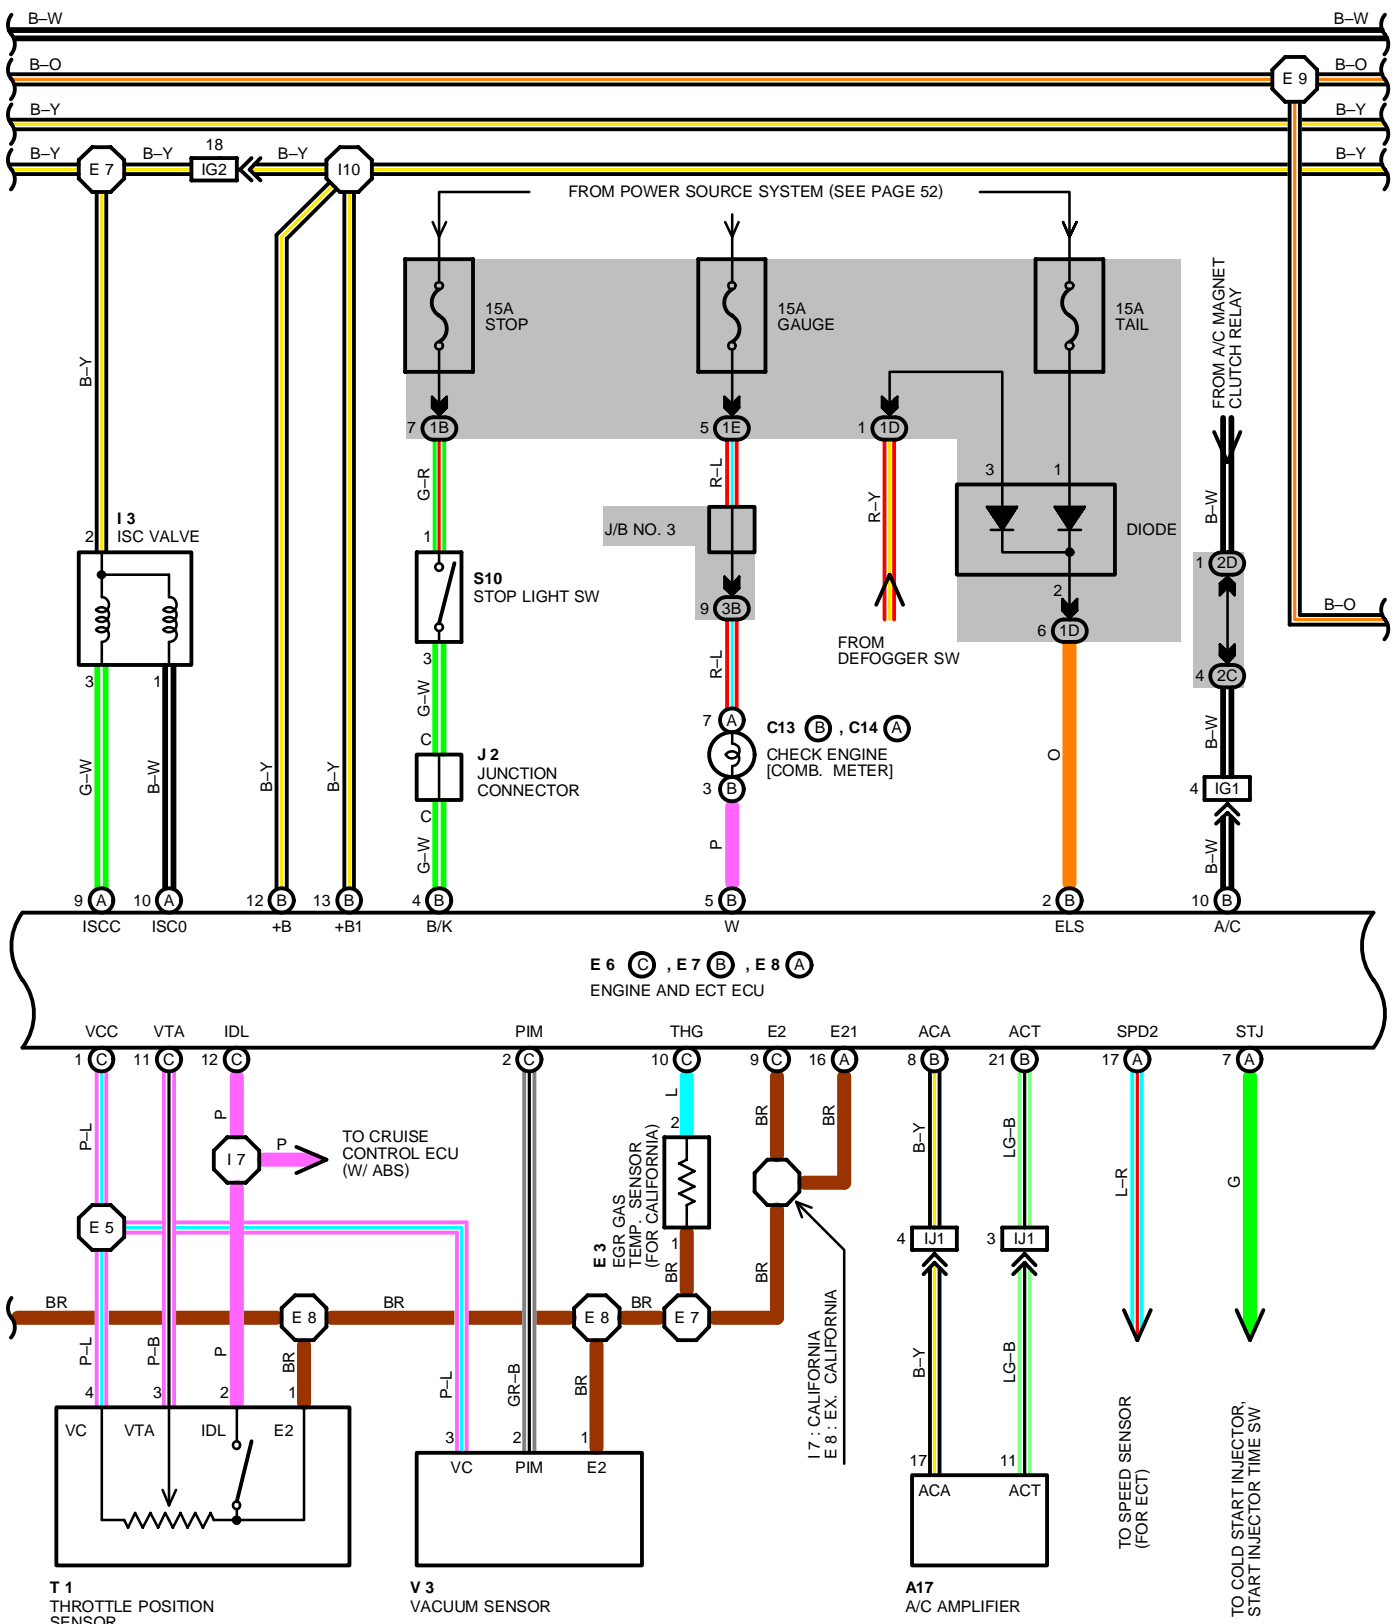 B–W
B–W
B–O
E 9
B–O
B–Y
B–Y
B–Y
E 7
B–Y
18
IG2
B–Y
I10
B–Y
FROM POWER SOURCE SYSTEM (SEE PAGE 52)
15A
STOP
15A
GAUGE
15A
TAIL
FROM A/C MAGNET
CLUTCH RELAY
B–Y
7
1B
5
1E
1
1D
G–R
R–L
R–Y
3
1
B–W
I 3
ISC VALVE
2
1
J/B NO. 3
DIODE
1
2D
S10
STOP LIGHT SW
9
3B
2
6
1D
B–O
FROM
DEFOGGER SW
3
1
3
G–W
R–L
4
2C
C
7
A
C13 B , C14 A
CHECK ENGINE
[COMB. METER]
O
B–W
J 2
JUNCTION
CONNECTOR
G–W
B–W
B–Y
B–Y
C
3
B
4
IG1
G–W
P
B–W
9
A
10
A
12
B
13
B
4
B
5
B
2
B
10
B
ISCC
ISC0
+B
+B1
B/K
W
ELS
A/C
E 6 C , E 7 B , E 8 A
ENGINE AND ECT ECU
VCC
VTA
IDL
PIM
THG
E2
E21
ACA
ACT
SPD2
STJ
1
C
11
C
12
C
2
C
10
C
9
C
16
A
8
B
21
B
17
A
7
A
P–L
P
L
2
BR
BR
B–Y
LG–B
L–R
G
I 7
P
TO CRUISE
CONTROL ECU
(W/ ABS)
E 3
EGR GAS
TEMP. SENSOR
(FOR CALIFORNIA)
E 5
1
4
IJ1
3
IJ1
BR
BR
BR
E 8
BR
E 8
BR
E 7
I 7 : CALIFORNIA
E 8 : EX. CALIFORNIA
P–L
P–B
P
BR
P–L
GR–B
BR
B–Y
LG–B
4
3
2
1
VC
VTA
IDL
E2
3
2
1
VC
PIM
E2
17
11
ACA
ACT
TO SPEED SENSOR
(FOR ECT)
TO COLD START INJECTOR,
START INJECTOR TIME SW
T 1
THROTTLE POSITION
SENSOR
V 3
VACUUM SENSOR
A17
A/C AMPLIFIER